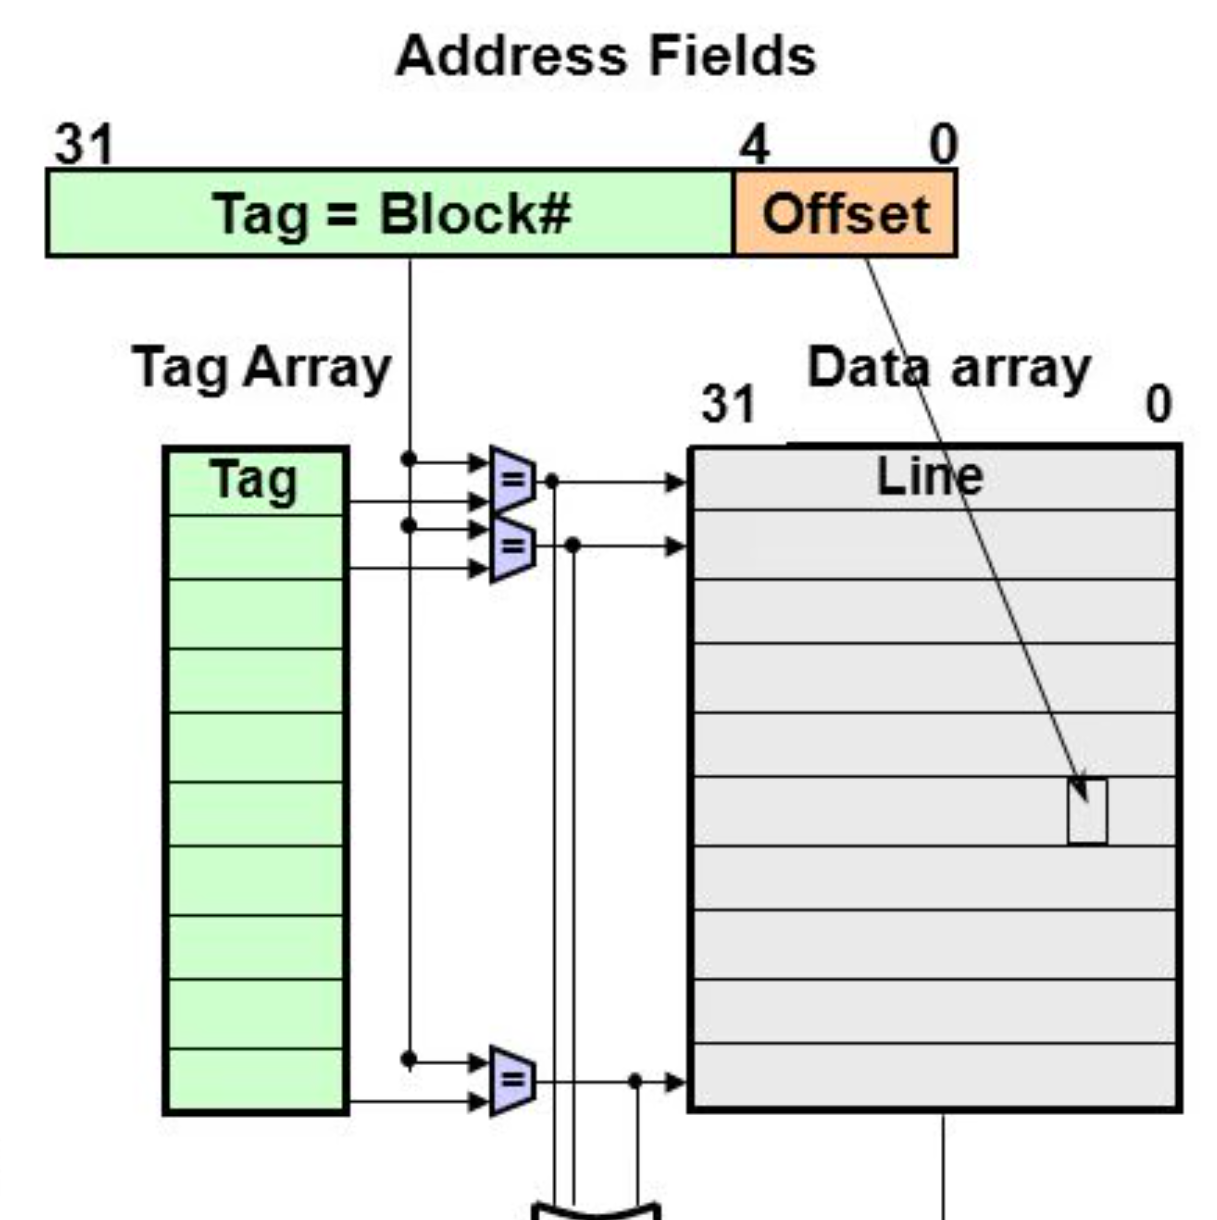 Address Fields
31 4 0
Tag = Block# Offset
Tag Array Data array
31 0
Tag Line
=
=
=